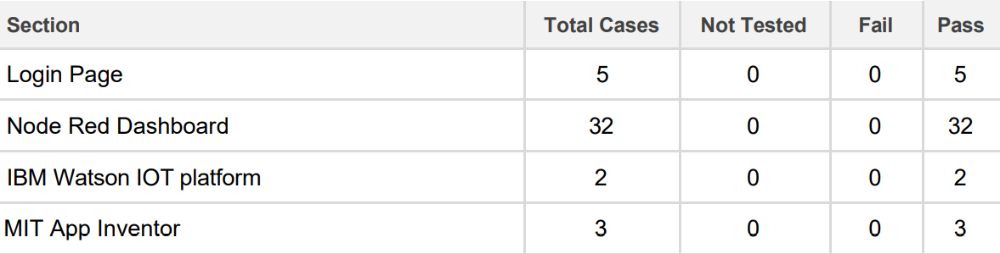 Section Total Cases Not Tested Fail Pass
Login Page 5 0 0 5
Node Red Dashboard 32 0 0 32
IBM Watson IOT platform 2 0 0 2
MIT App Inventor 3 0 0 3